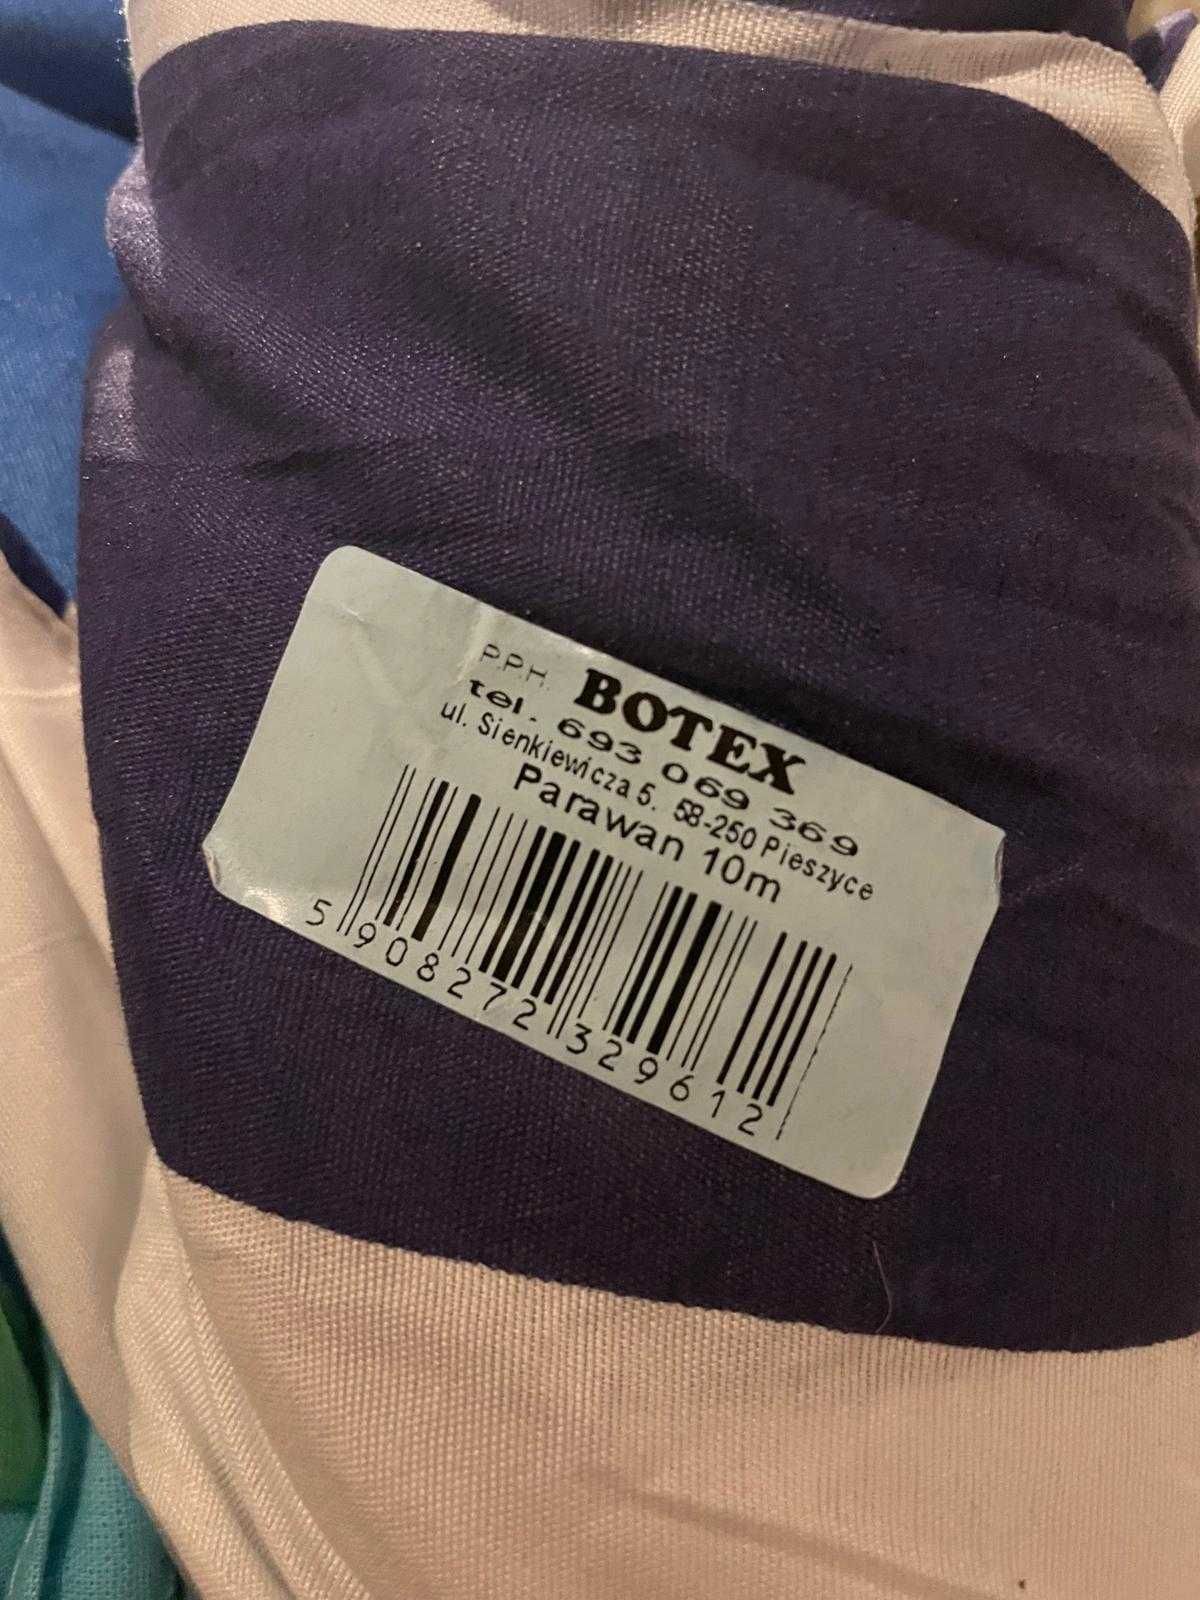 P.P.H. BOTEX
tel. 693 069 369
ul. Sienkiewicza 5. 58-250 Pieszyce
Parawan 10m
5 908272 329612